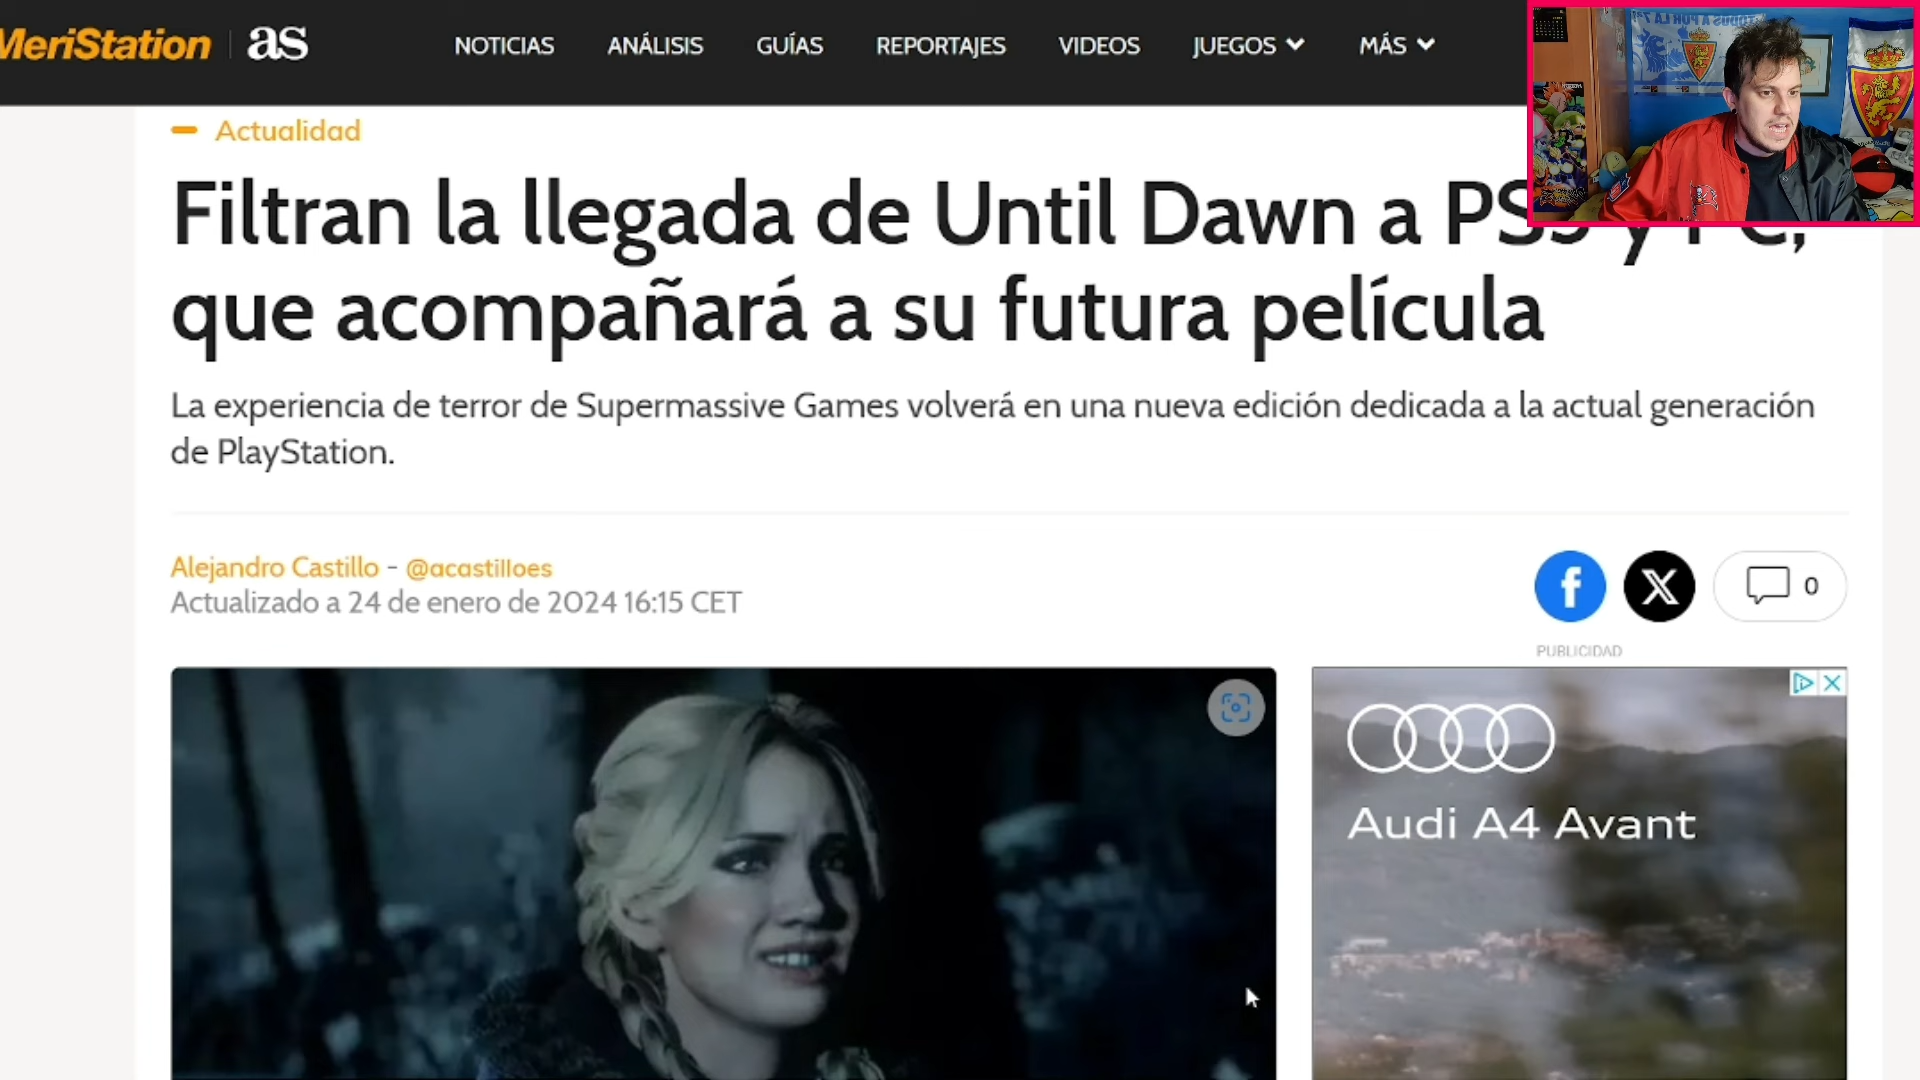 MeriStation as
NOTICIAS ANÁLISIS GUÍAS REPORTAJES VIDEOS JUEGOS MÁS
Actualidad
Filtran la llegada de Until Dawn a PS5 y PC,
que acompañará a su futura película
La experiencia de terror de Supermassive Games volverá en una nueva edición dedicada a la actual generación
de PlayStation.
Alejandro Castillo - @acastilloes
Actualizado a 24 de enero de 2024 16:15 CET
0
PUBLICIDAD
Audi A4 Avant